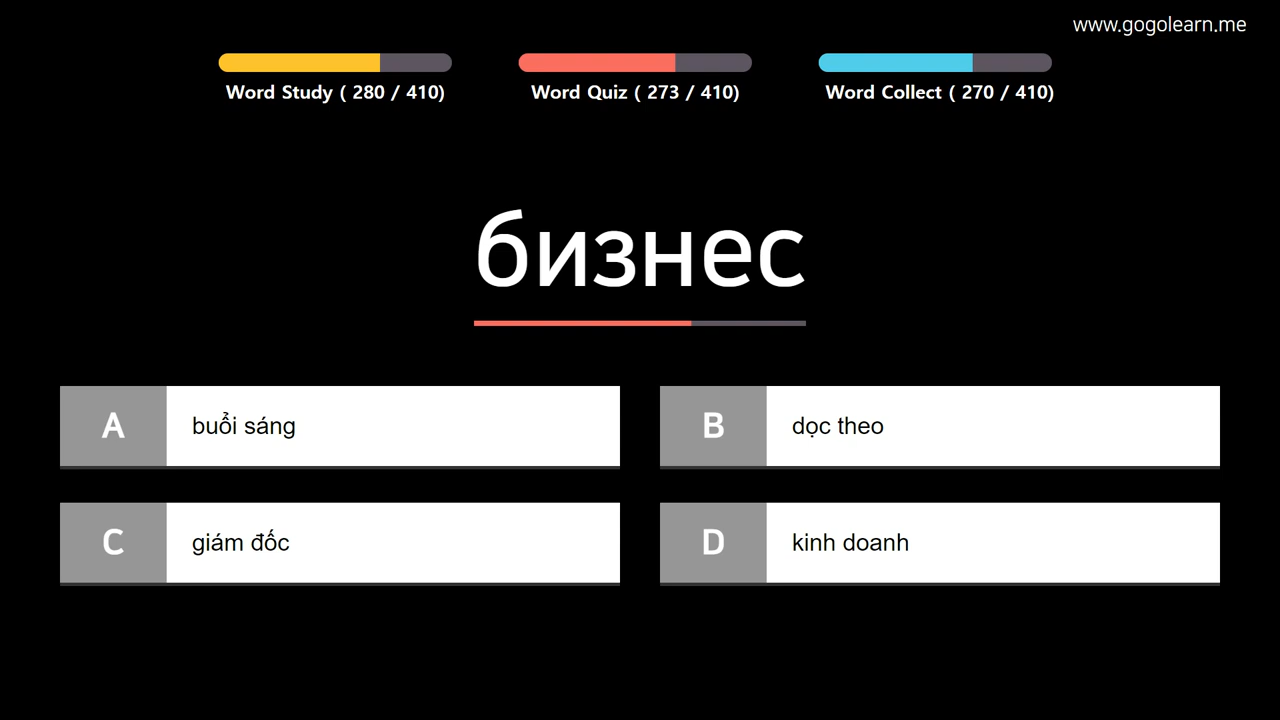 www.gogolearn.me
Word Study ( 280 / 410)
Word Quiz ( 273 / 410)
Word Collect ( 270 / 410)
бизнес
A buổi sáng
B dọc theo
C giám đốc
D kinh doanh